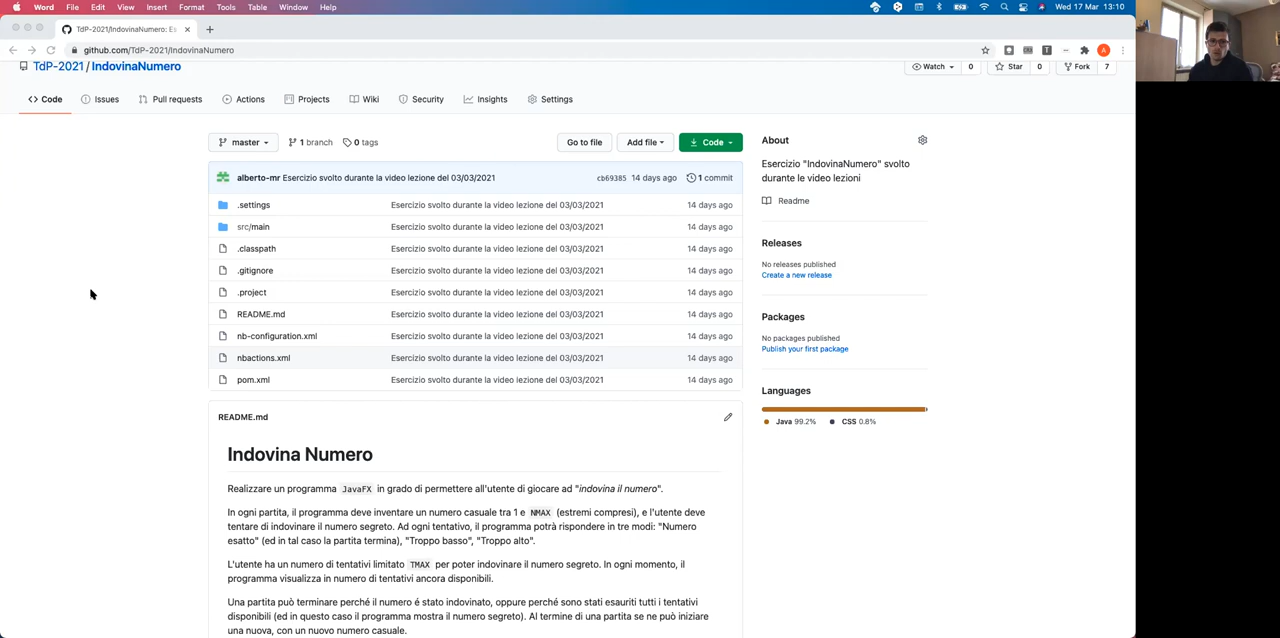 Word File Edit View Insert Format Tools Table Window Help Wed 17 Mar 13:10
TdP-2021/IndovinaNumero: Es
github.com/TdP-2021/IndovinaNumero
TdP-2021/IndovinaNumero Watch 0 Star 0 Fork 7
Code Issues Pull requests Actions Projects Wiki Security Insights Settings
master 1 branch 0 tags Go to file Add file Code
alberto-mr Esercizio svolto durante la video lezione del 03/03/2021 cb69385 14 days ago 1 commit
.settings Esercizio svolto durante la video lezione del 03/03/2021 14 days ago
src/main Esercizio svolto durante la video lezione del 03/03/2021 14 days ago
.classpath Esercizio svolto durante la video lezione del 03/03/2021 14 days ago
.gitignore Esercizio svolto durante la video lezione del 03/03/2021 14 days ago
.project Esercizio svolto durante la video lezione del 03/03/2021 14 days ago
README.md Esercizio svolto durante la video lezione del 03/03/2021 14 days ago
nb-configuration.xml Esercizio svolto durante la video lezione del 03/03/2021 14 days ago
nbactions.xml Esercizio svolto durante la video lezione del 03/03/2021 14 days ago
pom.xml Esercizio svolto durante la video lezione del 03/03/2021 14 days ago
README.md
Indovina Numero
Realizzare un programma JavaFX in grado di permettere all'utente di giocare ad "indovina il numero".
In ogni partita, il programma deve inventare un numero casuale tra 1 e NMAX (estremi compresi), e l'utente deve
tentare di indovinare il numero segreto. Ad ogni tentativo, il programma potrà rispondere in tre modi: "Numero
esatto" (ed in tal caso la partita termina), "Troppo basso", "Troppo alto".
L'utente ha un numero di tentativi limitato TMAX per poter indovinare il numero segreto. In ogni momento, il
programma visualizza in numero di tentativi ancora disponibili.
Una partita può terminare perché il numero é stato indovinato, oppure perché sono stati esauriti tutti i tentativi
disponibili (ed in questo caso il programma mostra il numero segreto). Al termine di una partita se ne può iniziare
una nuova, con un nuovo numero casuale.
About
Esercizio "IndovinaNumero" svolto
durante le video lezioni
Readme
Releases
No releases published
Create a new release
Packages
No packages published
Publish your first package
Languages
Java 99.2% CSS 0.8%